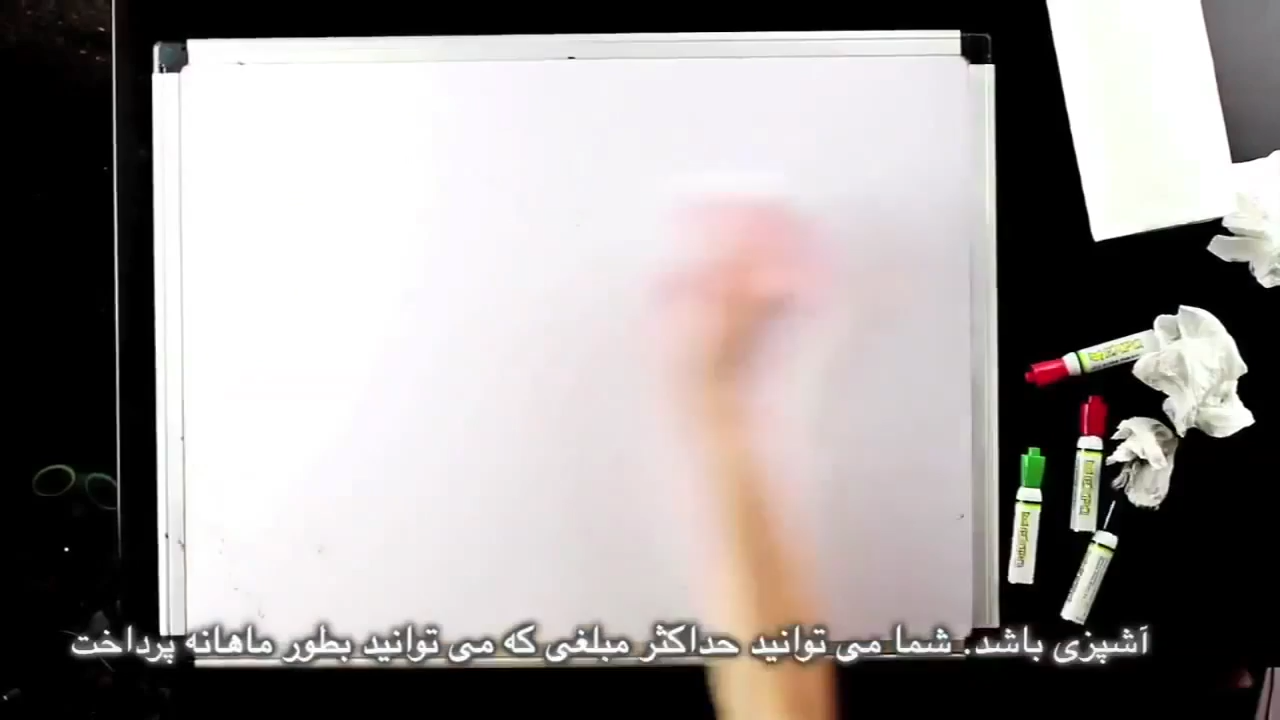 آشپزی باشد. شما می توانید حداکثر مبلغی که می توانید بطور ماهانه پرداخت